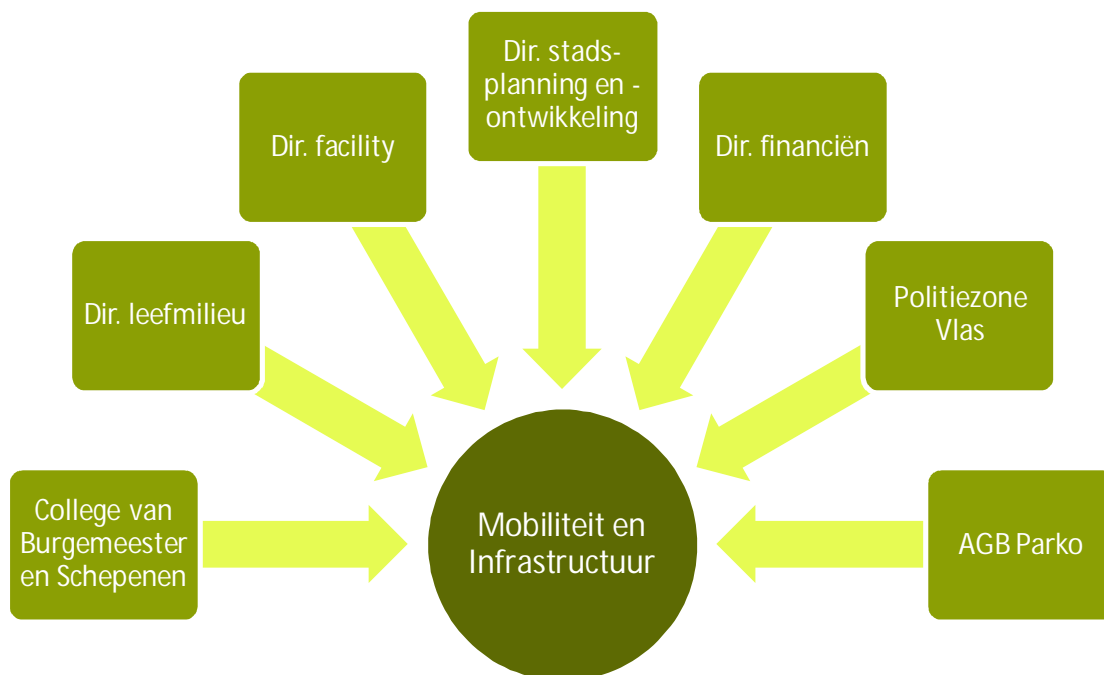 Dir. stads-
planning en -
ontwikkeling
Dir. facility
Dir. financiën
Dir. leefmilieu
Politiezone
Vlas
College van
Burgemeester
en Schepenen
Mobiliteit en
Infrastructuur
AGB Parko